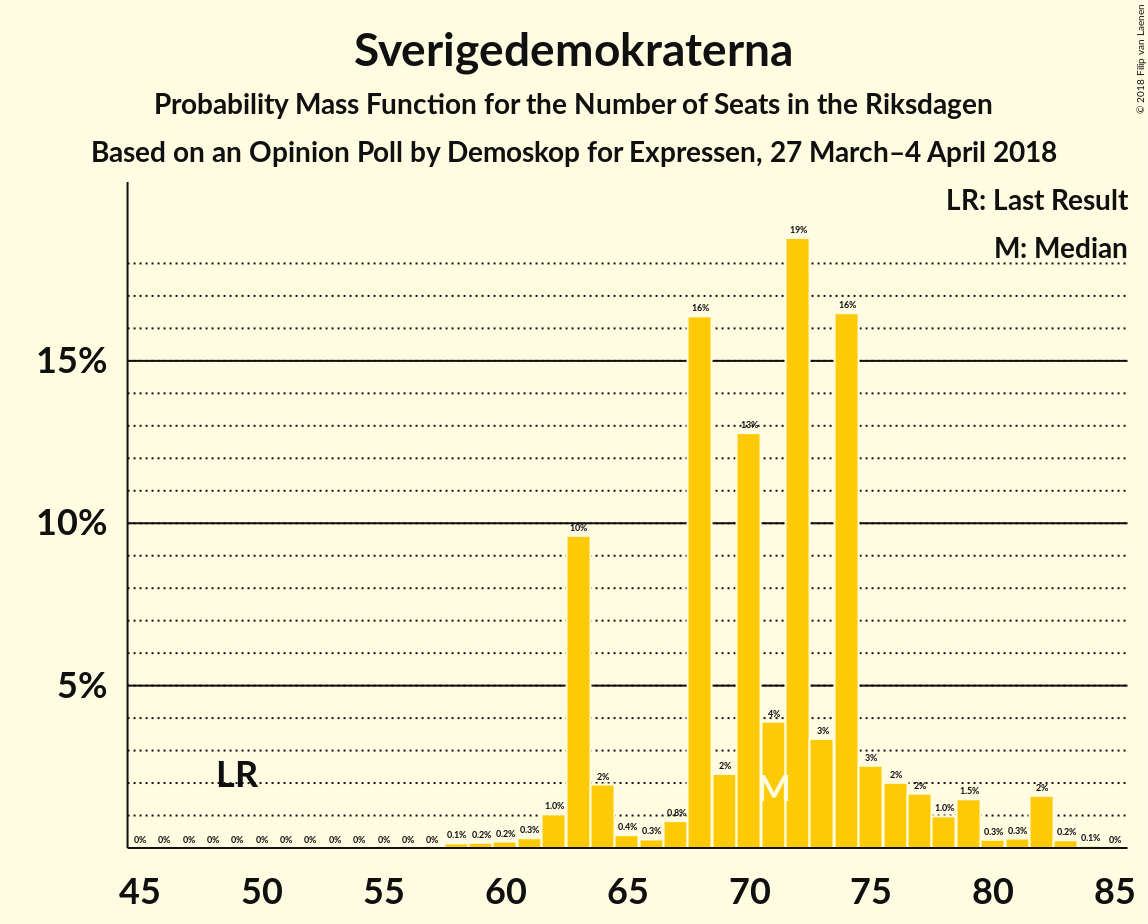 © 2018 Filip van Laenen
Sverigedemokraterna
Probability Mass Function for the Number of Seats in the Riksdagen
Based on an Opinion Poll by Demoskop for Expressen, 27 March–4 April 2018
LR: Last Result
M: Median
15%
10%
5%
0% 0% 0% 0% 0% 0% 0% 0% 0% 0% 0% 0% 0% 0.1% 0.2% 0.2% 0.3% 1.0% 10% 2% 0.4% 0.3% 0.8% 16% 2% 13% 4% 19% 3% 16% 3% 2% 2% 1.0% 1.5% 0.3% 0.3% 2% 0.2% 0.1% 0%
LR
M
45 50 55 60 65 70 75 80 85